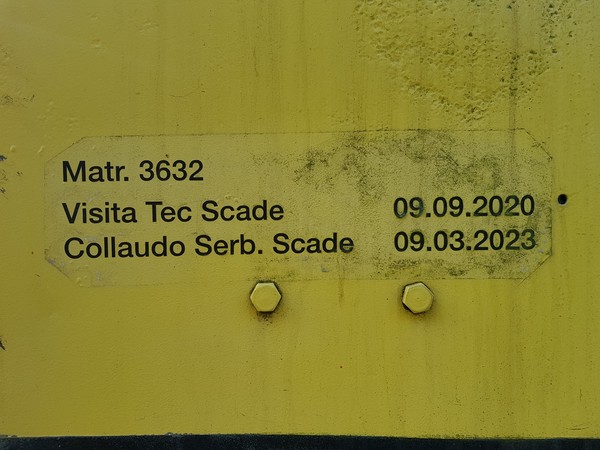 Matr. 3632
Visita Tec Scade 09.09.2020
Collaudo Serb. Scade 09.03.2023